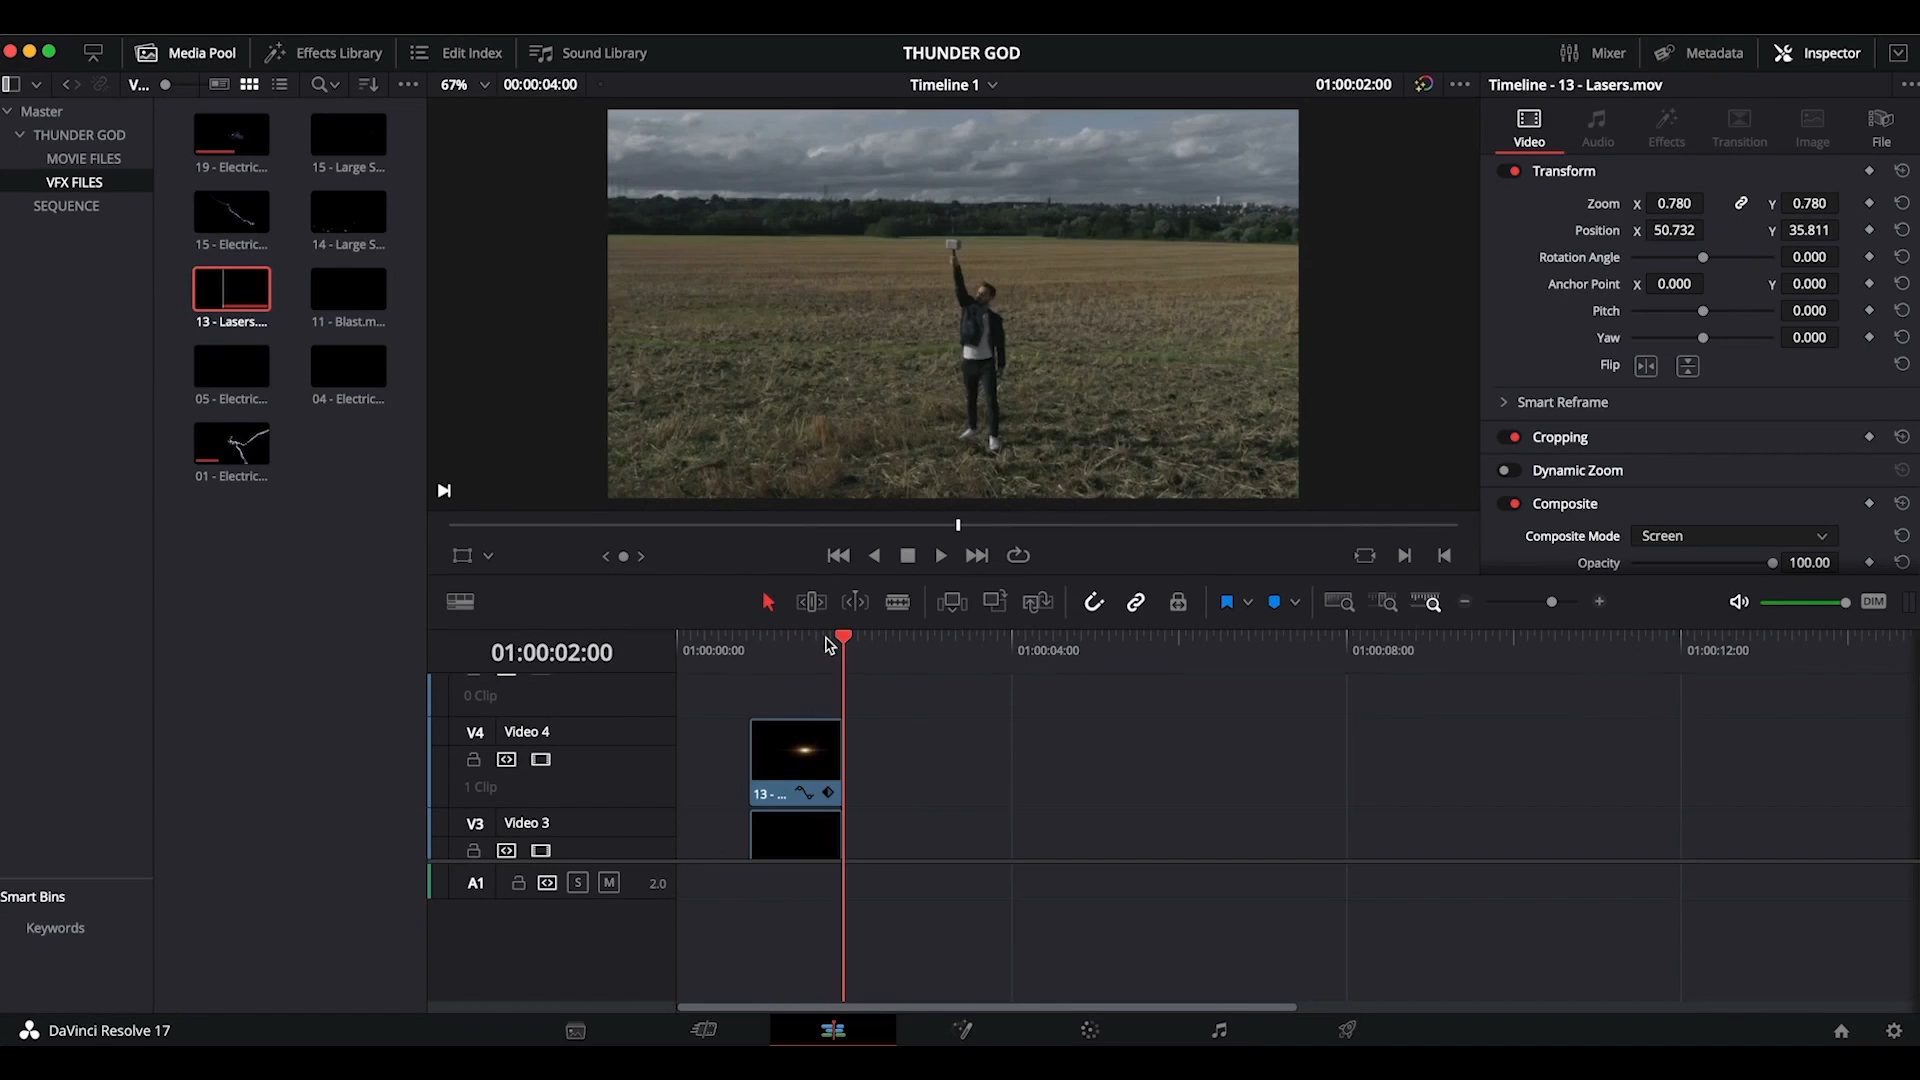 Media Pool
Effects Library
Edit Index
Sound Library
THUNDER GOD
Mixer
Metadata
Inspector
V...
67%
00:00:04:00
Timeline 1
01:00:02:00
Timeline - 13 - Lasers.mov
Master
THUNDER GOD
MOVIE FILES
VFX FILES
SEQUENCE
19 - Electric...
15 - Large S...
15 - Electric...
14 - Large S...
13 - Lasers....
11 - Blast.m...
05 - Electric...
04 - Electric...
01 - Electric...
Video
Audio
Effects
Transition
Image
File
Transform
Zoom X 0.780 Y 0.780
Position X 50.732 Y 35.811
Rotation Angle 0.000
Anchor Point X 0.000 Y 0.000
Pitch 0.000
Yaw 0.000
Flip
Smart Reframe
Cropping
Dynamic Zoom
Composite
Composite Mode Screen
Opacity 100.00
DIM
01:00:02:00
01:00:00:00
01:00:04:00
01:00:08:00
01:00:12:00
0 Clip
V4 Video 4
1 Clip
13 - ...
V3 Video 3
A1 S M 2.0
Smart Bins
Keywords
DaVinci Resolve 17